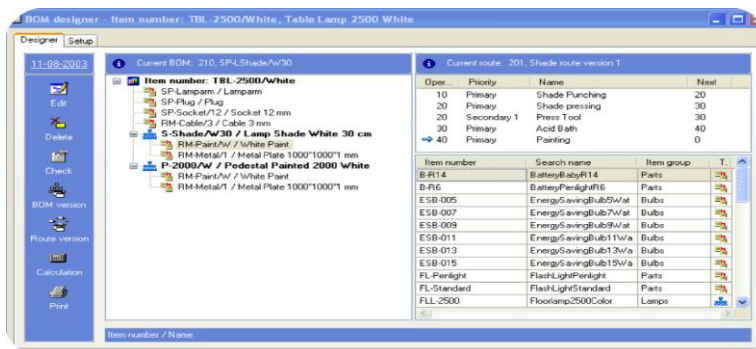 BOM designer - Item number: TBL-2500/White, Table Lamp 2500 White
Designer Setup
11-08-2003
Edit
Delete
Check
BOM version
Route version
Calculation
Print
Current BOM: 210, SP-LShade/W30
Item number: TBL-2500/White
SP-Lamparm / Lamparm
SP-Plug / Plug
SP-Socket/12 / Socket 12 mm
RM-Cable/3 / Cable 3 mm
S-Shade/W30 / Lamp Shade White 30 cm
RM-Paint/W / White Paint
RM-Metal/1 / Metal Plate 1000*1000*1 mm
P-2000/W / Pedestal Painted 2000 White
RM-Paint/W / White Paint
RM-Metal/1 / Metal Plate 1000*1000*1 mm
Current route: 201, Shade route version 1
Oper... Priority Name Next
10 Primary Shade Punching 20
20 Primary Shade pressing 30
20 Secondary 1 Press Tool 30
30 Primary Acid Bath 40
40 Primary Painting 0
Item number Search name Item group T.
B-R14 BatteryBabyR14 Parts
B-R6 BatteryPenlightR6 Parts
ESB-005 EnergySavingBulb5Wat Bulbs
ESB-007 EnergySavingBulb7Wat Bulbs
ESB-009 EnergySavingBulb9Wat Bulbs
ESB-011 EnergySavingBulb11Wa Bulbs
ESB-013 EnergySavingBulb13Wa Bulbs
ESB-015 EnergySavingBulb15Wa Bulbs
FL-Penlight FlashLightPenlight Parts
FL-Standard FlashLightStandard Parts
FLL-2500 Floorlamp2500Color Lamps
Item number / Name